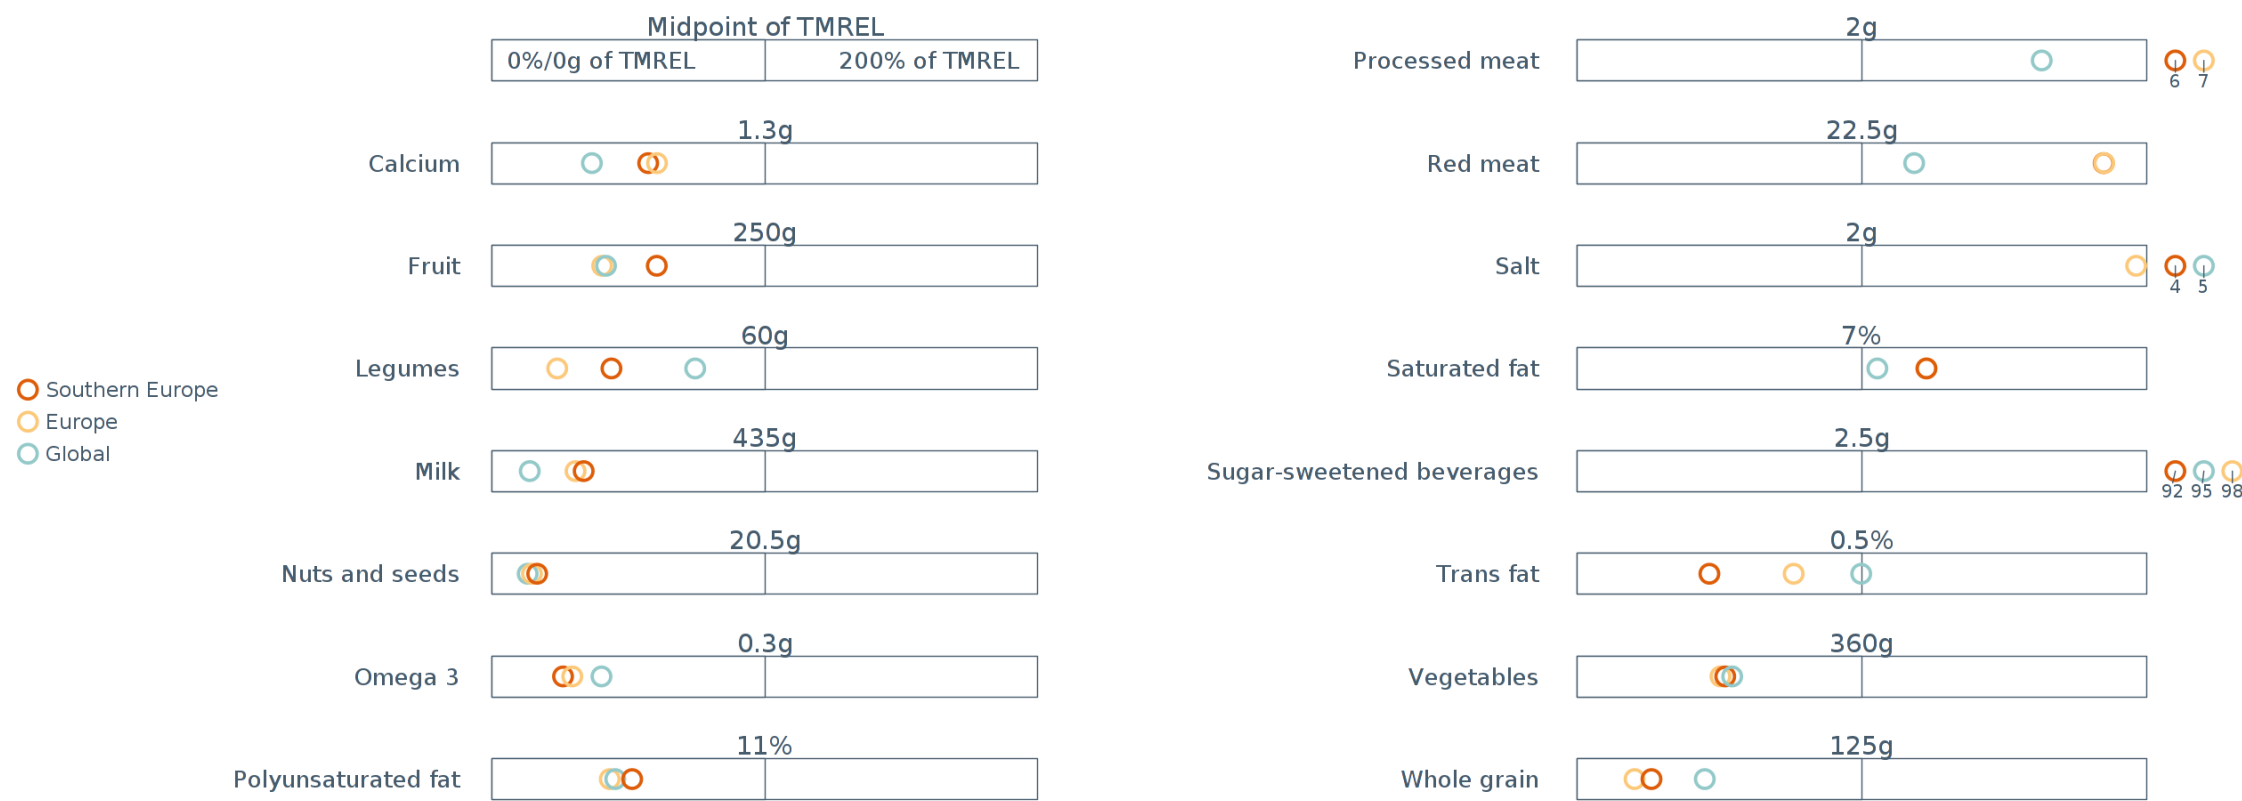 Midpoint of TMREL
0%/0g of TMREL 200% of TMREL
1.3g
Calcium
250g
Fruit
60g
Legumes
435g
Milk
20.5g
Nuts and seeds
0.3g
Omega 3
11%
Polyunsaturated fat
Southern Europe
Europe
Global
2g
Processed meat
6 7
22.5g
Red meat
2g
Salt
4 5
7%
Saturated fat
2.5g
Sugar-sweetened beverages
92 95 98
0.5%
Trans fat
360g
Vegetables
125g
Whole grain